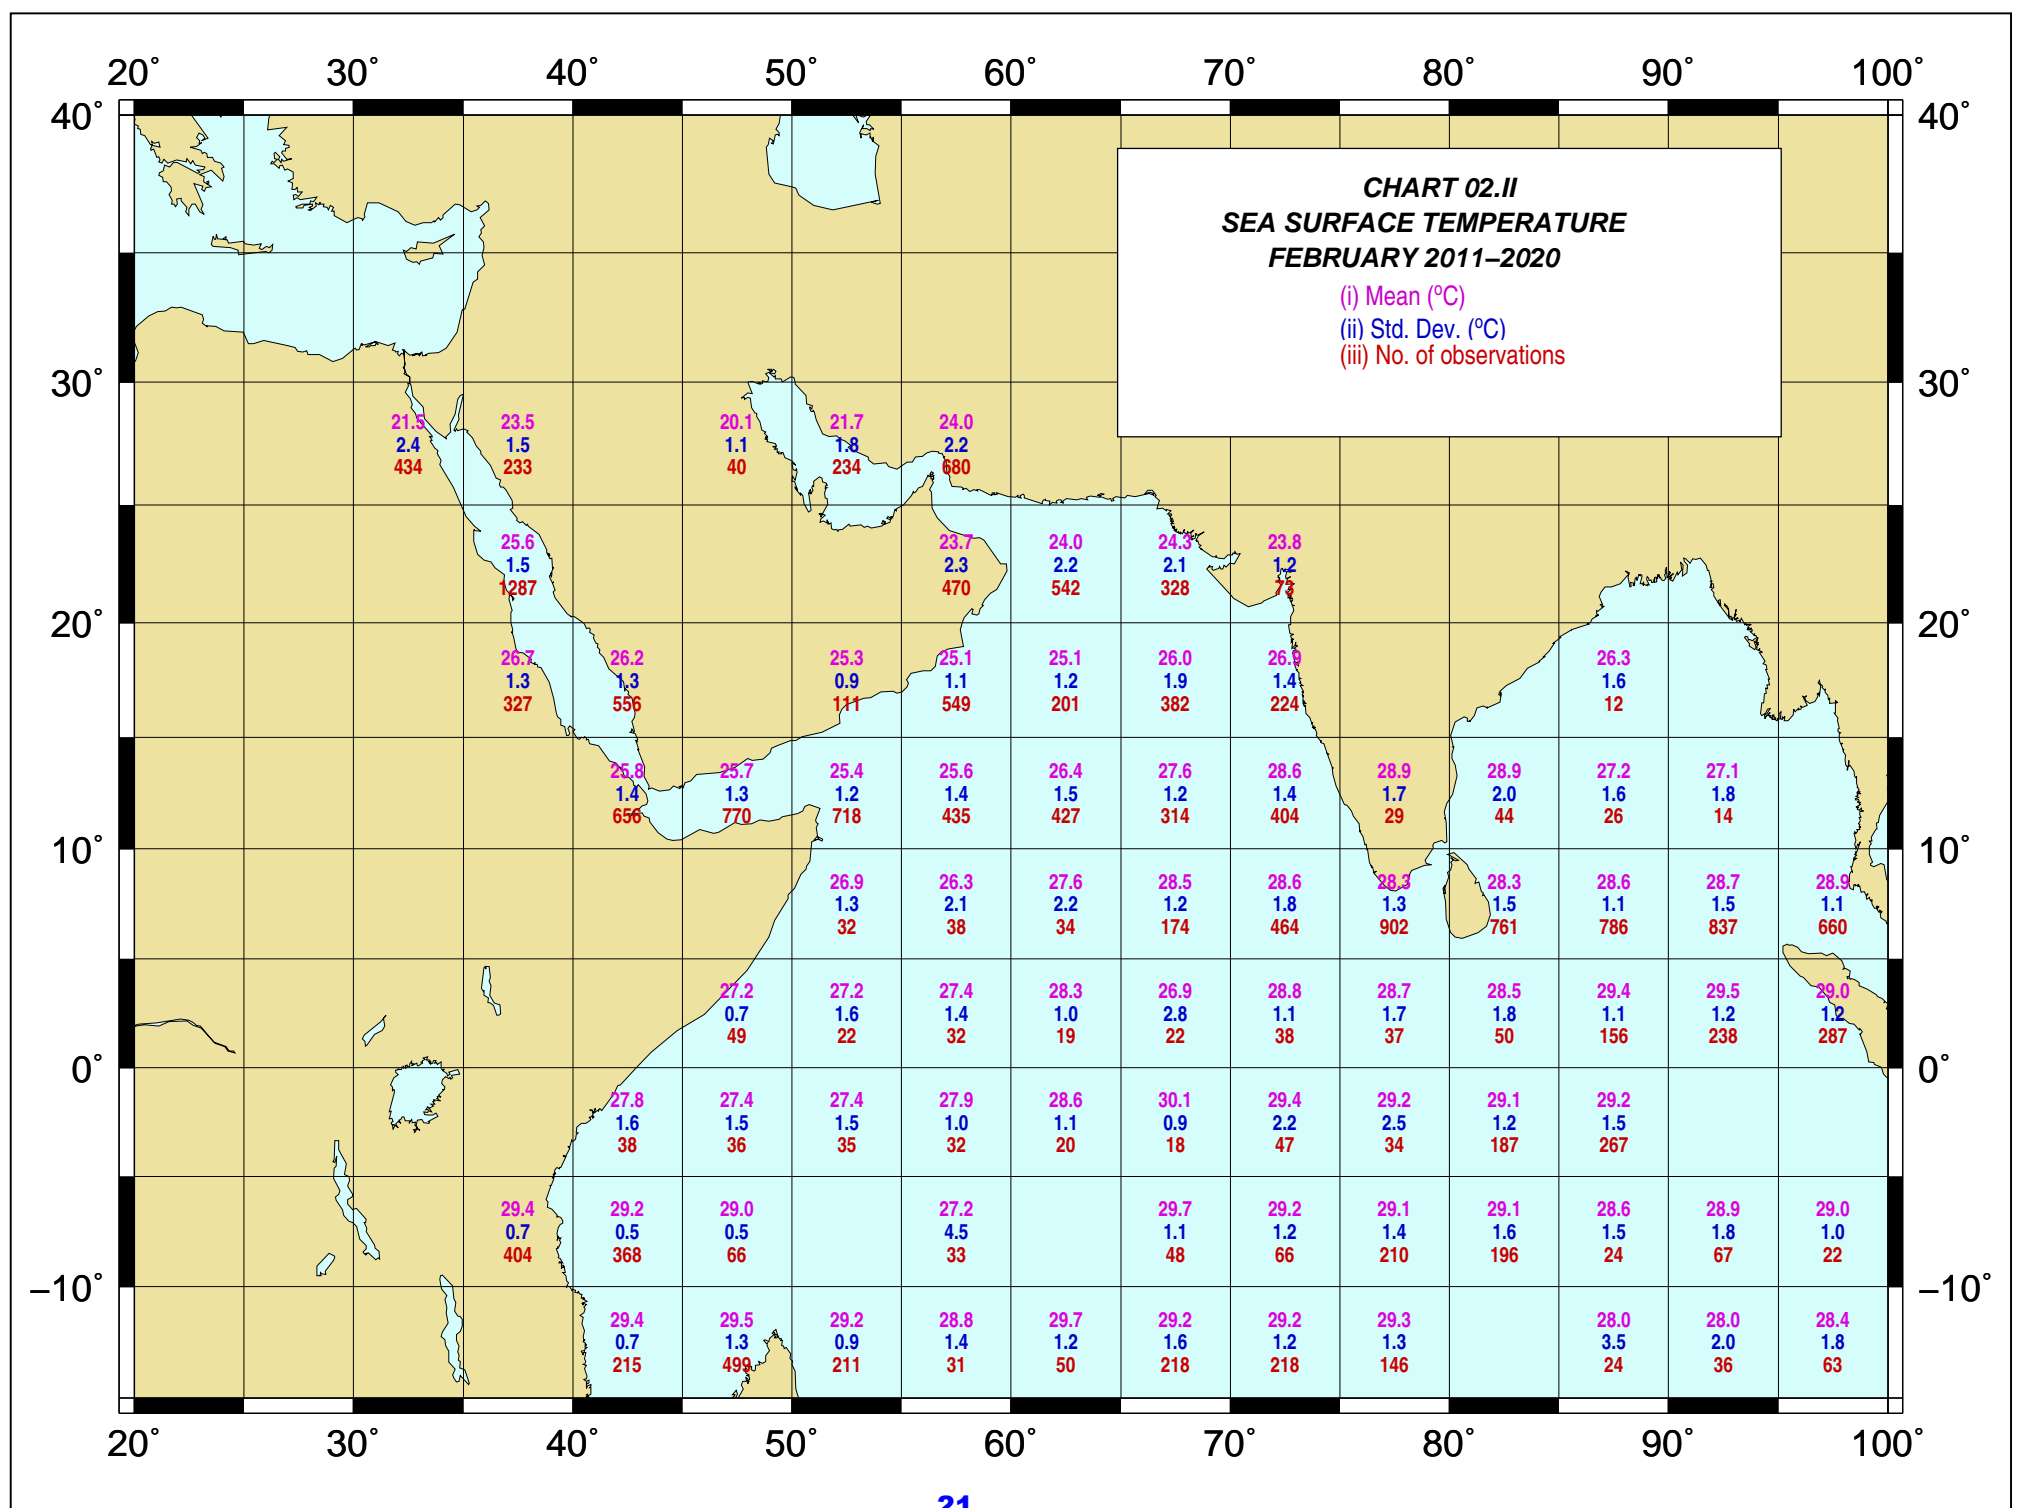 20° 30° 40° 50° 60° 70° 80° 90° 100°
40° 40°
CHART 02.II
SEA SURFACE TEMPERATURE
FEBRUARY 2011–2020
(i) Mean (ºC)
(ii) Std. Dev. (ºC)
(iii) No. of observations
30° 30°
21.5 23.5 20.1 21.7 24.0
2.4 1.5 1.1 1.8 2.2
434 233 40 234 680
25.6 23.7 24.0 24.3 23.8
1.5 2.3 2.2 2.1 1.2
1287 470 542 328 73
20° 20°
26.7 26.2 25.3 25.1 25.1 26.0 26.9 26.3
1.3 1.3 0.9 1.1 1.2 1.9 1.4 1.6
327 556 111 549 201 382 224 12
25.8 25.7 25.4 25.6 26.4 27.6 28.6 28.9 28.9 27.2 27.1
1.4 1.3 1.2 1.4 1.5 1.2 1.4 1.7 2.0 1.6 1.8
656 770 718 435 427 314 404 29 44 26 14
10° 10°
26.9 26.3 27.6 28.5 28.6 28.3 28.3 28.6 28.7 28.9
1.3 2.1 2.2 1.2 1.8 1.3 1.5 1.1 1.5 1.1
32 38 34 174 464 902 761 786 837 660
27.2 27.2 27.4 28.3 26.9 28.8 28.7 28.5 29.4 29.5 29.0
0.7 1.6 1.4 1.0 2.8 1.1 1.7 1.8 1.1 1.2 1.2
49 22 32 19 22 38 37 50 156 238 287
0° 0°
27.8 27.4 27.4 27.9 28.6 30.1 29.4 29.2 29.1 29.2
1.6 1.5 1.5 1.0 1.1 0.9 2.2 2.5 1.2 1.5
38 36 35 32 20 18 47 34 187 267
29.4 29.2 29.0 27.2 29.7 29.2 29.1 29.1 28.6 28.9 29.0
0.7 0.5 0.5 4.5 1.1 1.2 1.4 1.6 1.5 1.8 1.0
404 368 66 33 48 66 210 196 24 67 22
–10° –10°
29.4 29.5 29.2 28.8 29.7 29.2 29.2 29.3 28.0 28.0 28.4
0.7 1.3 0.9 1.4 1.2 1.6 1.2 1.3 3.5 2.0 1.8
215 499 211 31 50 218 218 146 24 36 63
20° 30° 40° 50° 60° 70° 80° 90° 100°
21